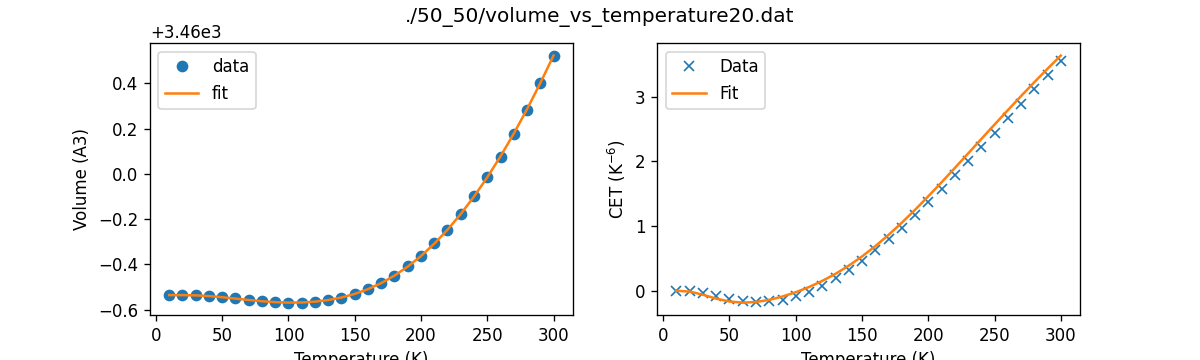 ./50_50/volume_vs_temperature20.dat
+3.46e3
data
fit
0.4
0.2
0.0
−0.2
−0.4
−0.6
Volume (A3)
0 50 100 150 200 250 300
Temperature (K)
Data
Fit
3
2
1
0
CET (K⁻⁶)
0 50 100 150 200 250 300
Temperature (K)